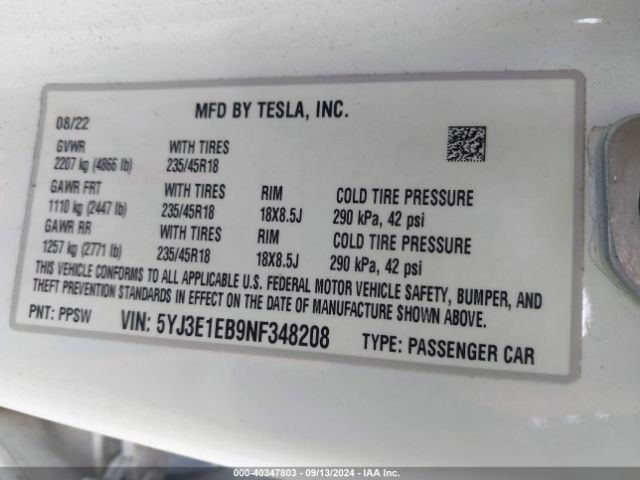 MFD BY TESLA, INC.
08/22
GVWR WITH TIRES
2207 kg (4866 lb) 235/45R18
GAWR FRT WITH TIRES RIM COLD TIRE PRESSURE
1110 kg (2447 lb) 235/45R18 18X8.5J 290 kPa, 42 psi
GAWR RR WITH TIRES RIM COLD TIRE PRESSURE
1257 kg (2771 lb) 235/45R18 18X8.5J 290 kPa, 42 psi
THIS VEHICLE CONFORMS TO ALL APPLICABLE U.S. FEDERAL MOTOR VEHICLE SAFETY, BUMPER, AND
THEFT PREVENTION STANDARDS IN EFFECT ON THE DATE OF MANUFACTURE SHOWN ABOVE.
PNT: PPSW VIN: 5YJ3E1EB9NF348208 TYPE: PASSENGER CAR
000-40347803 - 09/13/2024 - IAA Inc.